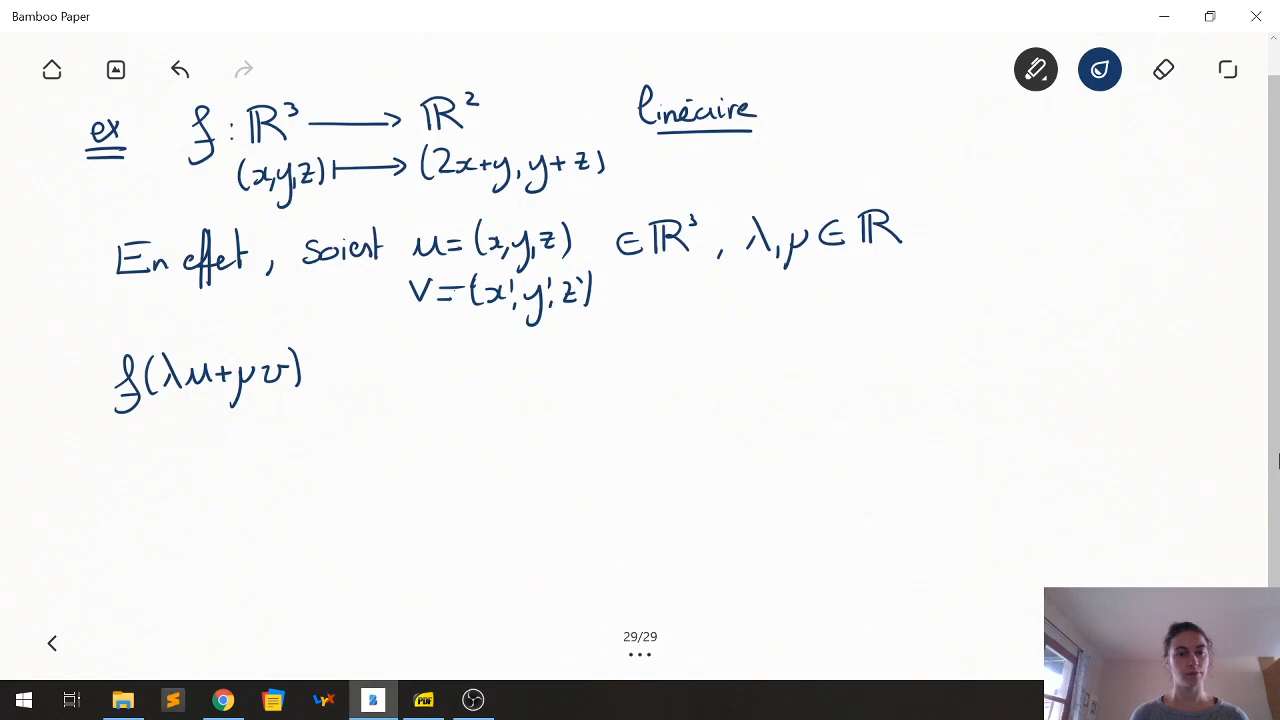 Bamboo Paper
ex f : ℝ³ ⟶ ℝ² linéaire
(x,y,z) ⟼ (2x+y, y+z)
En effet, soient u=(x,y,z) ∈ ℝ³, λ,μ ∈ ℝ
v=(x',y',z')
f(λu+μv)
29/29